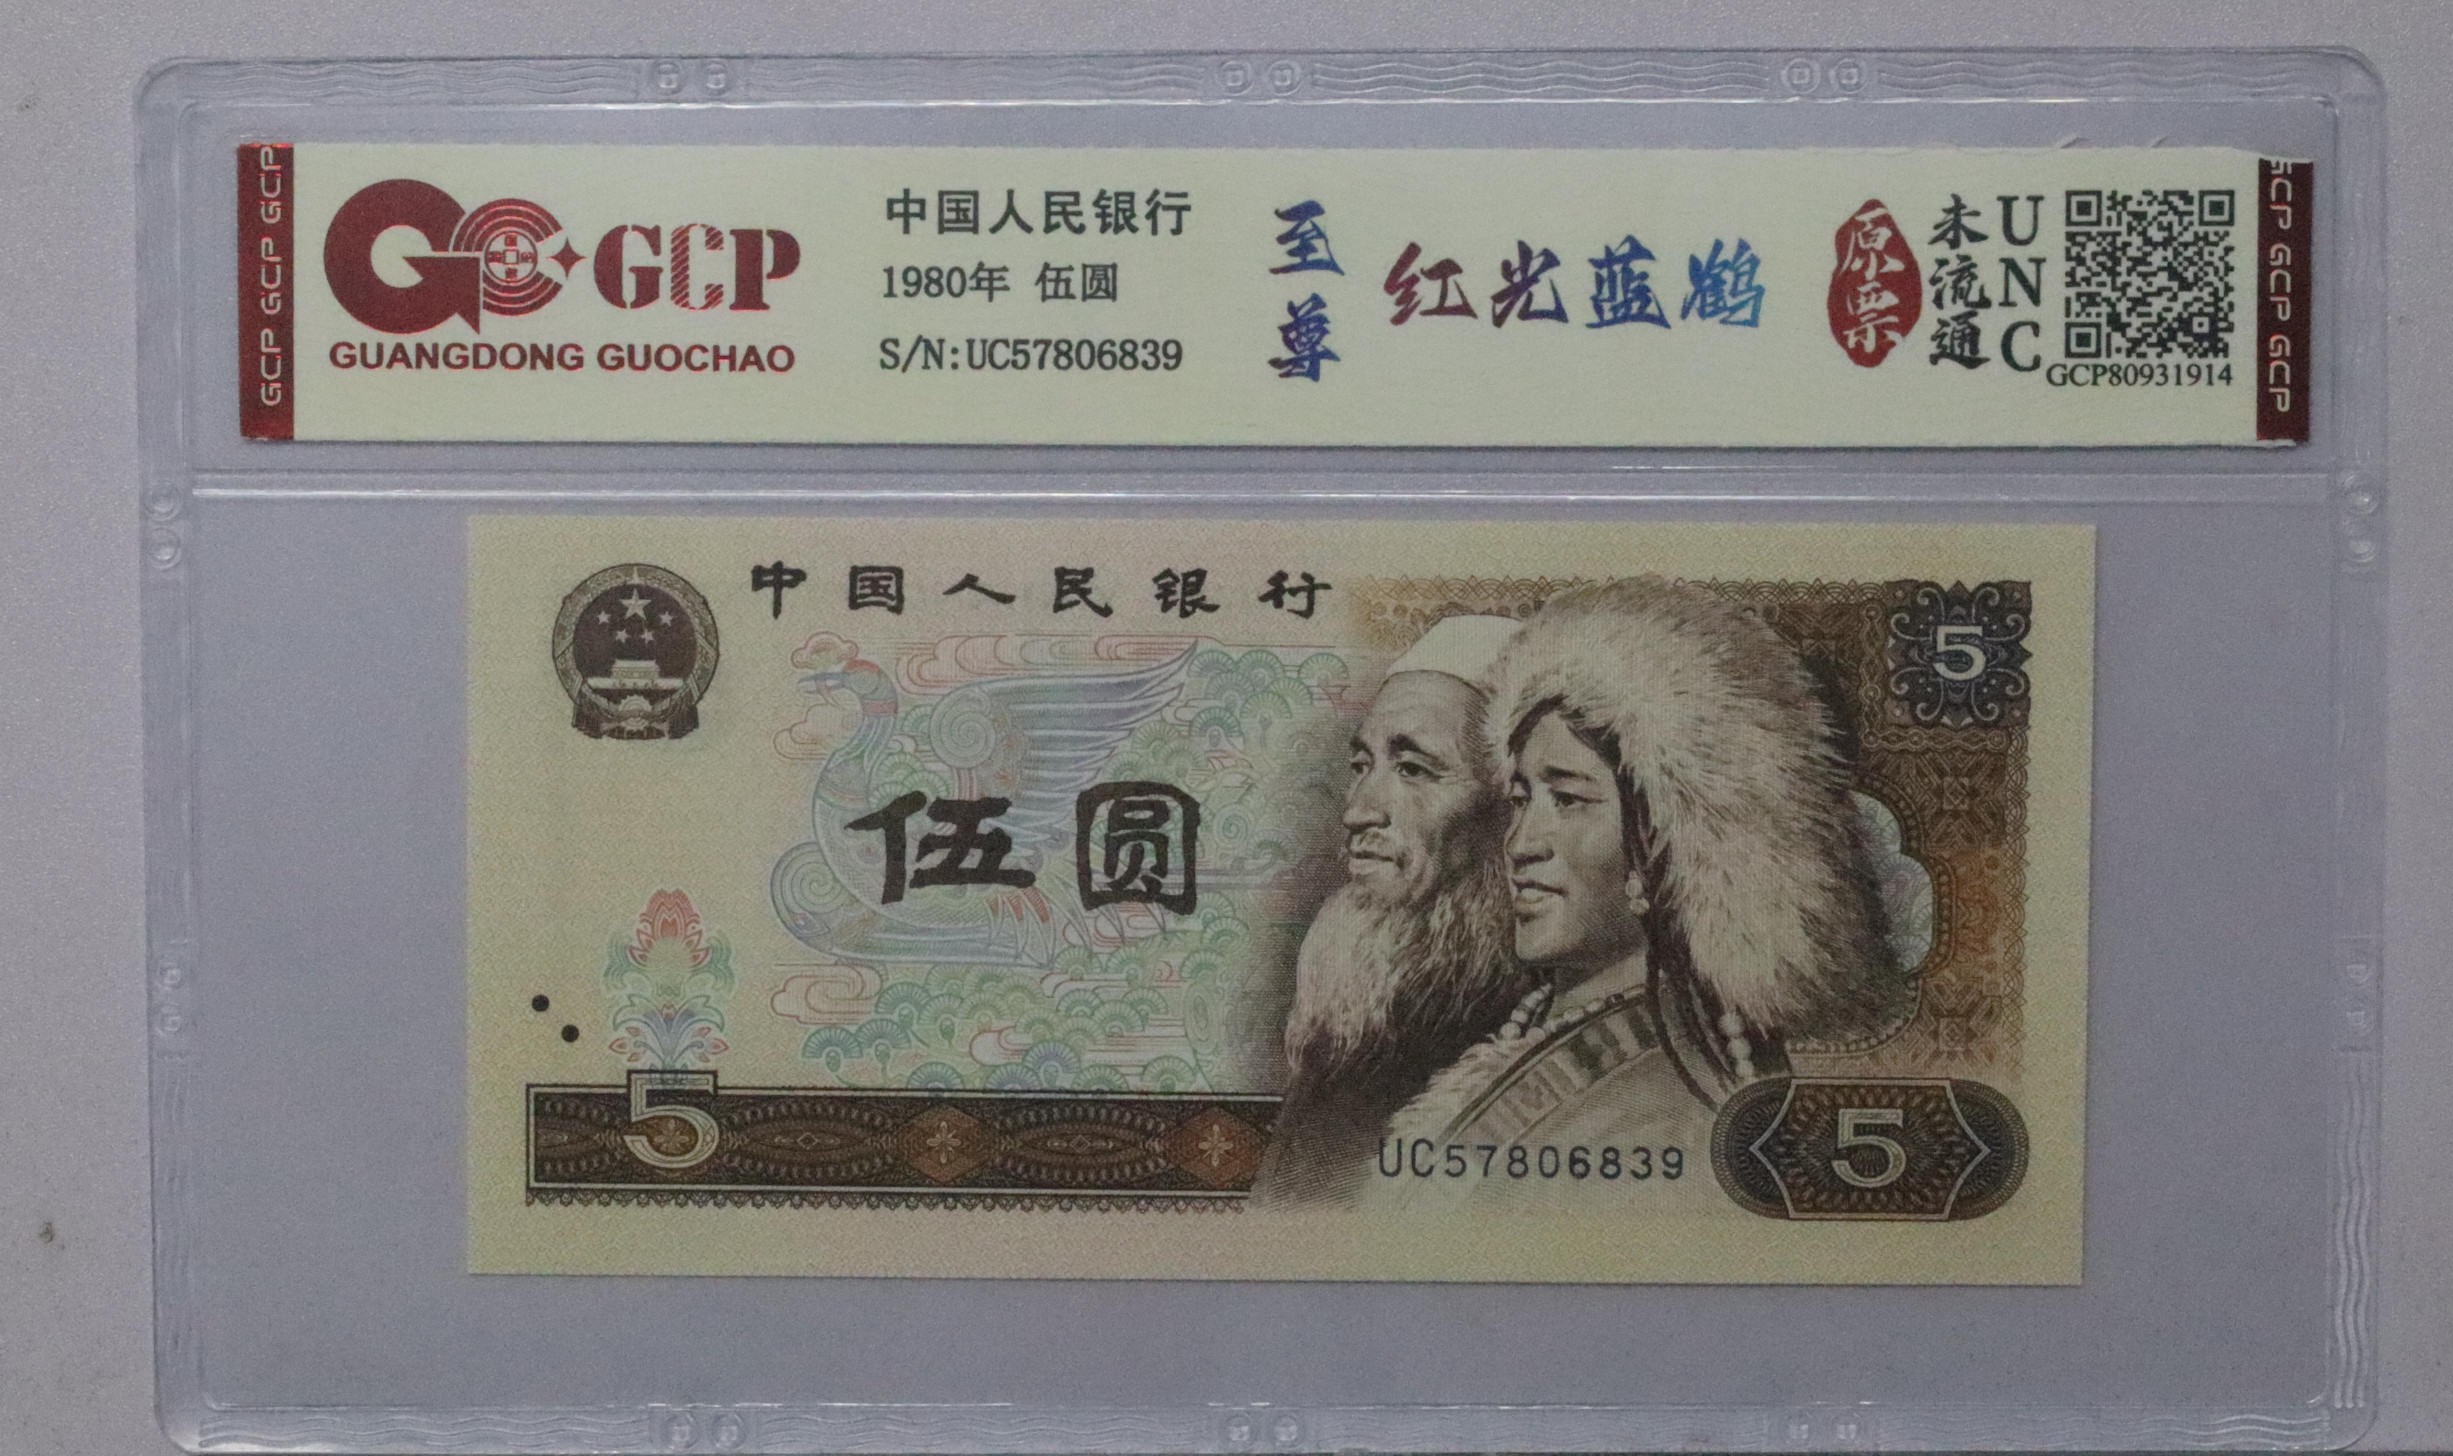 GCP GCP GCP
GCP
GUANGDONG GUOCHAO
中国人民银行
1980年 伍圆
S/N:UC57806839
至尊
红光蓝鹤
原票
未流通
UNC
GCP80931914
GCP GCP GCP
中国人民银行
5
伍圆
5
UC57806839
5